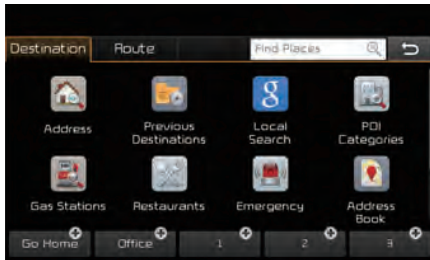 Destination
Route
Find Places
Address
Previous
Destinations
Local
Search
POI
Categories
Gas Stations
Restaurants
Emergency
Address
Book
Go Home
Office
1
2
3